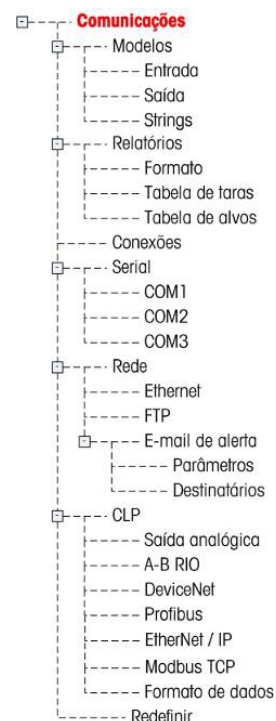 Comunicações
Modelos
Entrada
Saída
Strings
Relatórios
Formato
Tabela de taras
Tabela de alvos
Conexões
Serial
COM1
COM2
COM3
Rede
Ethernet
FTP
E-mail de alerta
Parâmetros
Destinatários
CLP
Saída analógica
A-B RIO
DeviceNet
Profibus
EtherNet / IP
Modbus TCP
Formato de dados
Redefinir